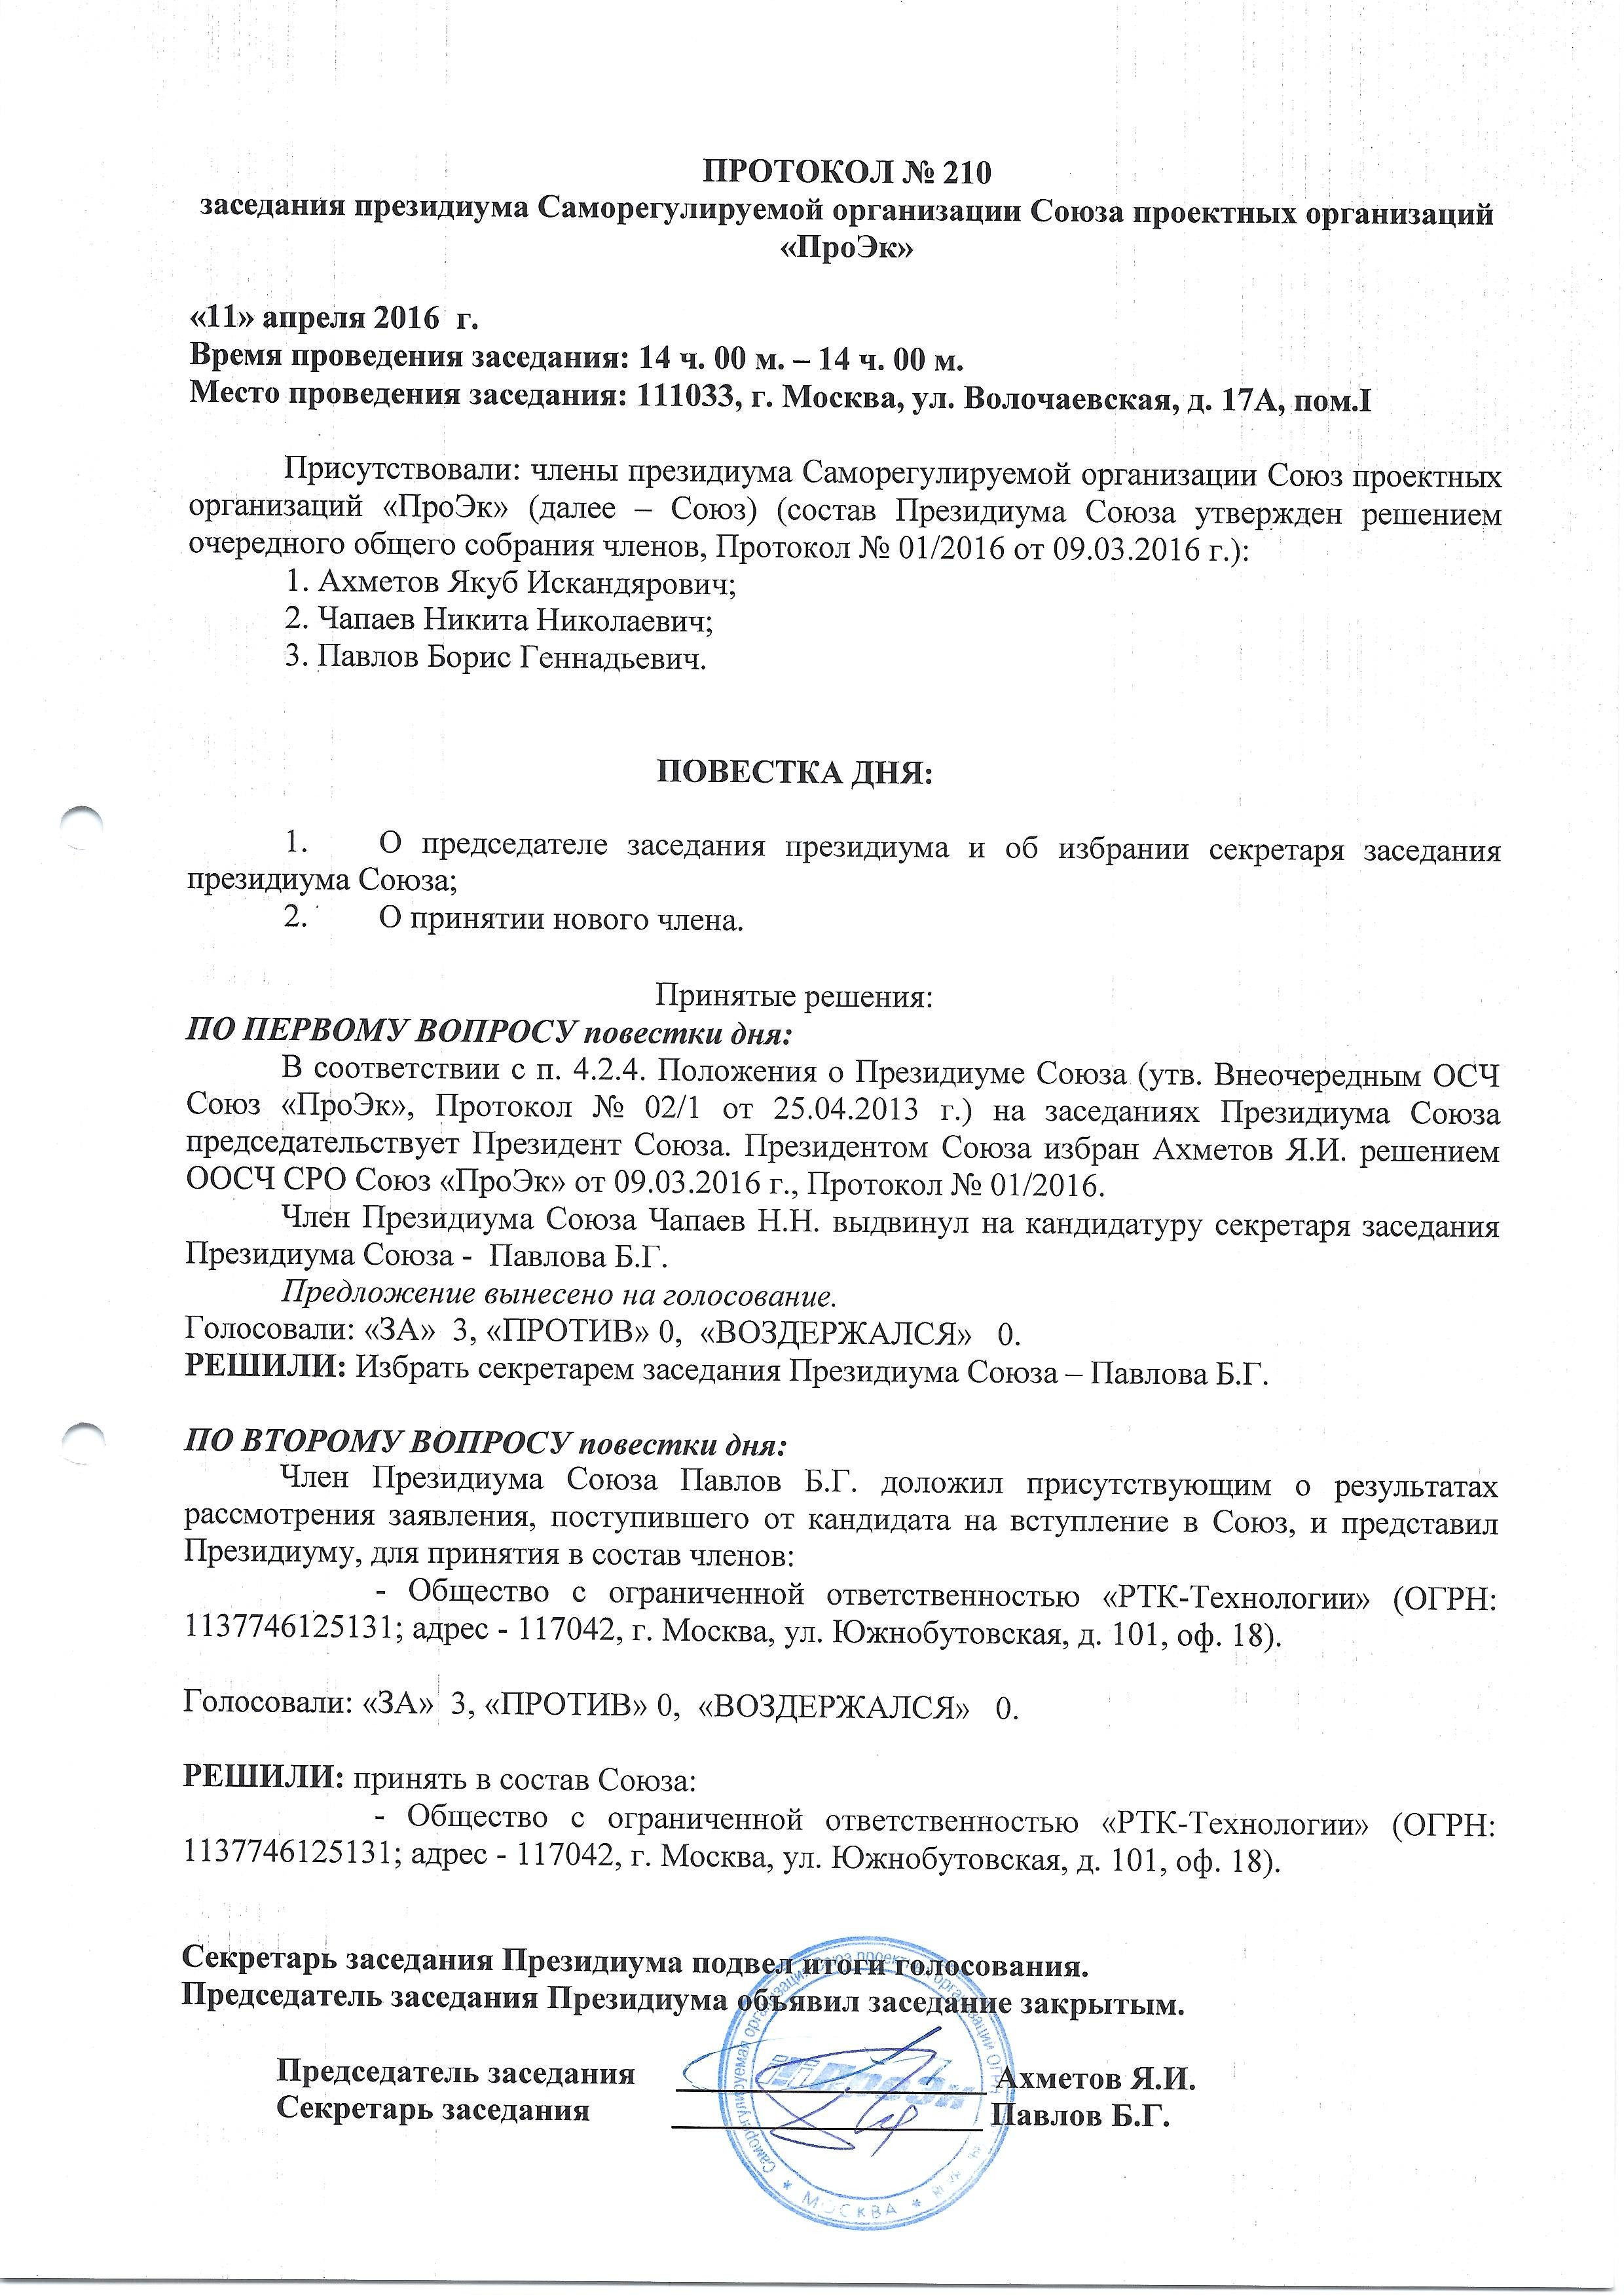 ПРОТОКОЛ № 210
заседания президиума Саморегулируемой организации Союза проектных организаций
«ПроЭк»
«11» апреля 2016 г.
Время проведения заседания: 14 ч. 00 м. – 14 ч. 00 м.
Место проведения заседания: 111033, г. Москва, ул. Волочаевская, д. 17А, пом.I
Присутствовали: члены президиума Саморегулируемой организации Союз проектных
организаций «ПроЭк» (далее – Союз) (состав Президиума Союза утвержден решением
очередного общего собрания членов, Протокол № 01/2016 от 09.03.2016 г.):
1. Ахметов Якуб Искандярович;
2. Чапаев Никита Николаевич;
3. Павлов Борис Геннадьевич.
ПОВЕСТКА ДНЯ:
1. О председателе заседания президиума и об избрании секретаря заседания
президиума Союза;
2. О принятии нового члена.
Принятые решения:
ПО ПЕРВОМУ ВОПРОСУ повестки дня:
В соответствии с п. 4.2.4. Положения о Президиуме Союза (утв. Внеочередным ОСЧ
Союз «ПроЭк», Протокол № 02/1 от 25.04.2013 г.) на заседаниях Президиума Союза
председательствует Президент Союза. Президентом Союза избран Ахметов Я.И. решением
ООСЧ СРО Союз «ПроЭк» от 09.03.2016 г., Протокол № 01/2016.
Член Президиума Союза Чапаев Н.Н. выдвинул на кандидатуру секретаря заседания
Президиума Союза - Павлова Б.Г.
Предложение вынесено на голосование.
Голосовали: «ЗА» 3, «ПРОТИВ» 0, «ВОЗДЕРЖАЛСЯ» 0.
РЕШИЛИ: Избрать секретарем заседания Президиума Союза – Павлова Б.Г.
ПО ВТОРОМУ ВОПРОСУ повестки дня:
Член Президиума Союза Павлов Б.Г. доложил присутствующим о результатах
рассмотрения заявления, поступившего от кандидата на вступление в Союз, и представил
Президиуму, для принятия в состав членов:
- Общество с ограниченной ответственностью «РТК-Технологии» (ОГРН:
1137746125131; адрес - 117042, г. Москва, ул. Южнобутовская, д. 101, оф. 18).
Голосовали: «ЗА» 3, «ПРОТИВ» 0, «ВОЗДЕРЖАЛСЯ» 0.
РЕШИЛИ: принять в состав Союза:
- Общество с ограниченной ответственностью «РТК-Технологии» (ОГРН:
1137746125131; адрес - 117042, г. Москва, ул. Южнобутовская, д. 101, оф. 18).
Секретарь заседания Президиума подвел итоги голосования.
Председатель заседания Президиума объявил заседание закрытым.
Председатель заседания Ахметов Я.И.
Секретарь заседания Павлов Б.Г.
Саморегулируемая организация Союз проектных организаций ОГРН
ПроЭк
* МОСКВА *